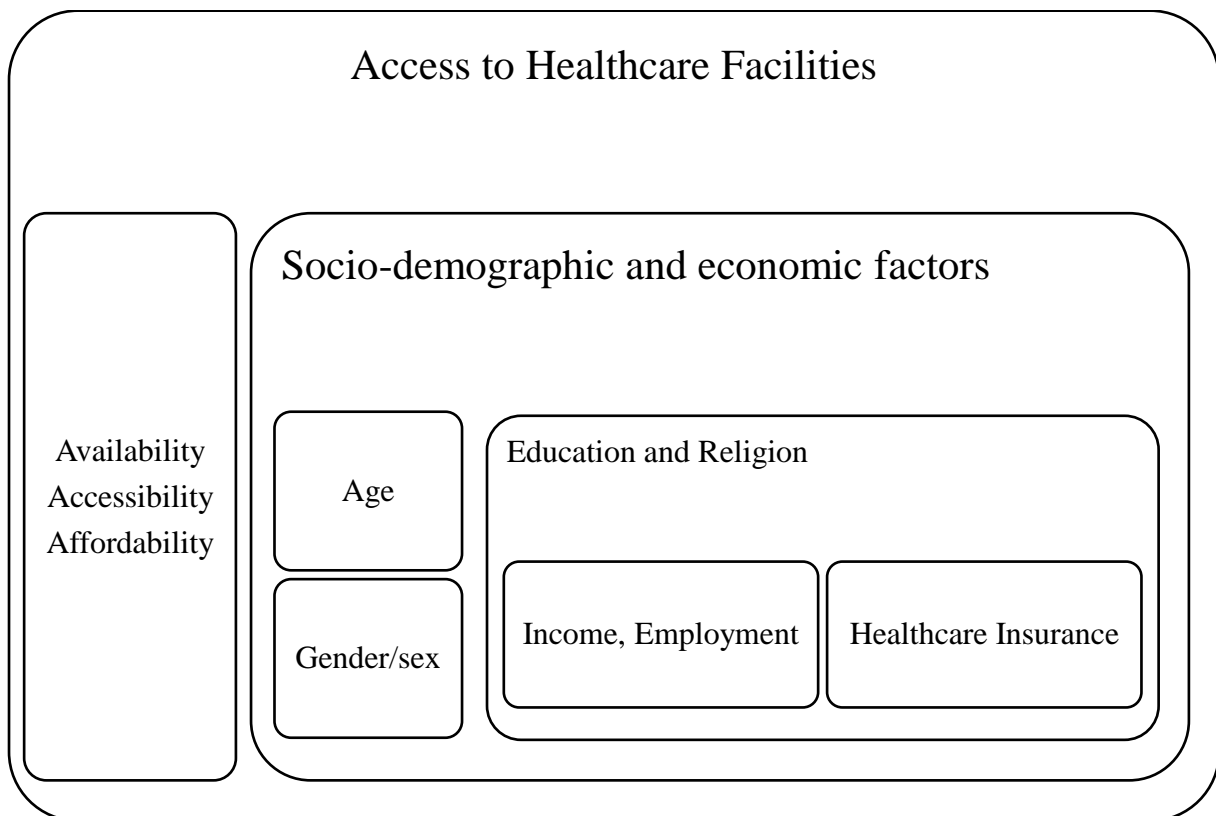 Access to Healthcare Facilities
Socio-demographic and economic factors
Availability
Accessibility
Affordability
Age
Gender/sex
Education and Religion
Income, Employment
Healthcare Insurance